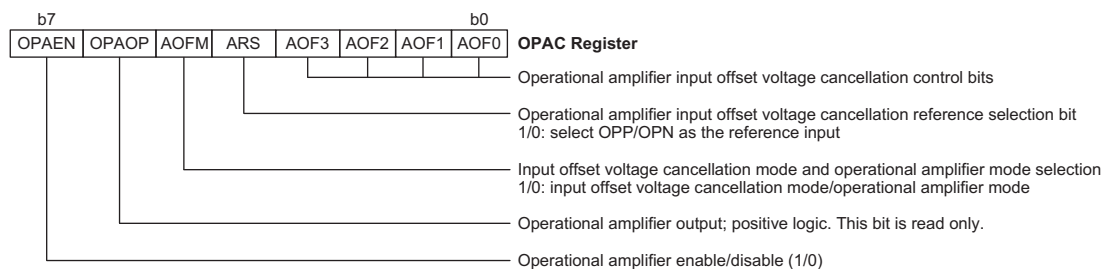 b7 b0
OPAEN OPAOP AOFM ARS AOF3 AOF2 AOF1 AOF0 OPAC Register
Operational amplifier input offset voltage cancellation control bits
Operational amplifier input offset voltage cancellation reference selection bit
1/0: select OPP/OPN as the reference input
Input offset voltage cancellation mode and operational amplifier mode selection
1/0: input offset voltage cancellation mode/operational amplifier mode
Operational amplifier output; positive logic. This bit is read only.
Operational amplifier enable/disable (1/0)